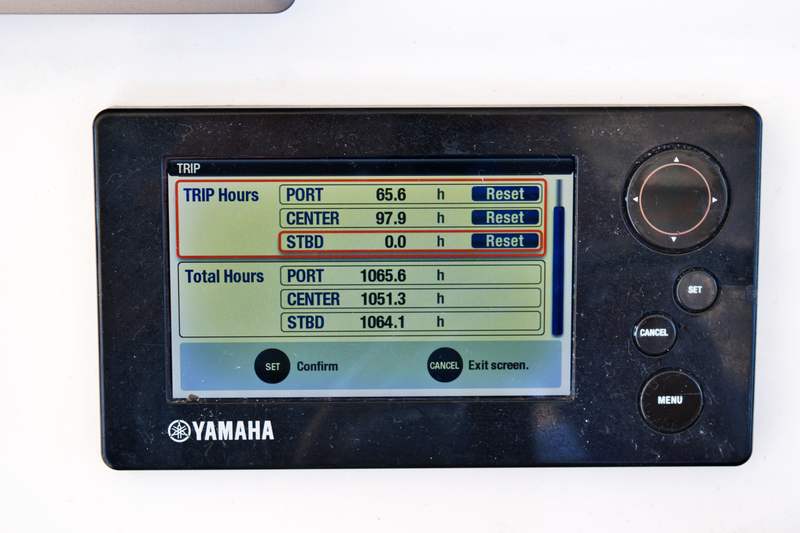 TRIP
TRIP Hours PORT 65.6 h Reset
CENTER 97.9 h Reset
STBD 0.0 h Reset
Total Hours PORT 1065.6 h
CENTER 1051.3 h
STBD 1064.1 h
SET Confirm CANCEL Exit screen.
SET
CANCEL
MENU
YAMAHA